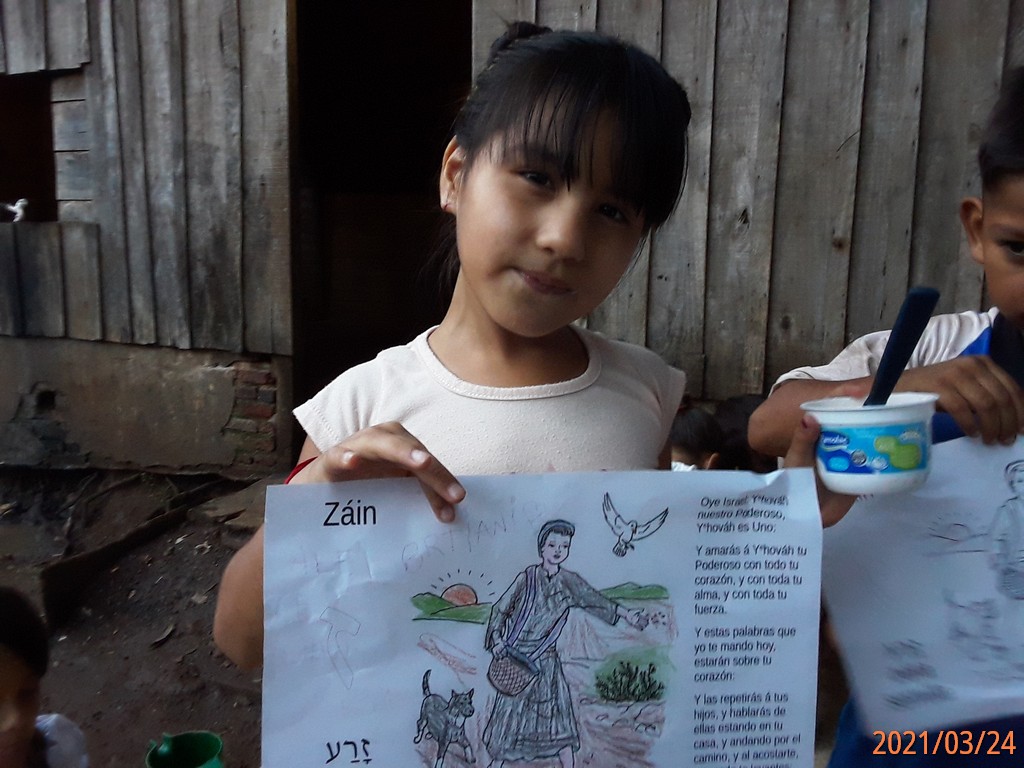 Záin
זָרַע
Oye Israel Y°hováh
nuestro Poderoso,
Y°hováh es Uno:
Y amarás á Y°hováh tu
Poderoso con todo tu
corazón, y con toda tu
alma, y con toda tu
fuerza.
Y estas palabras que
yo te mando hoy,
estarán sobre tu
corazón:
Y las repetirás á tus
hijos, y hablarás de
ellas estando en tu
casa, y andando por el
camino, y al acostarte,
2021/03/24